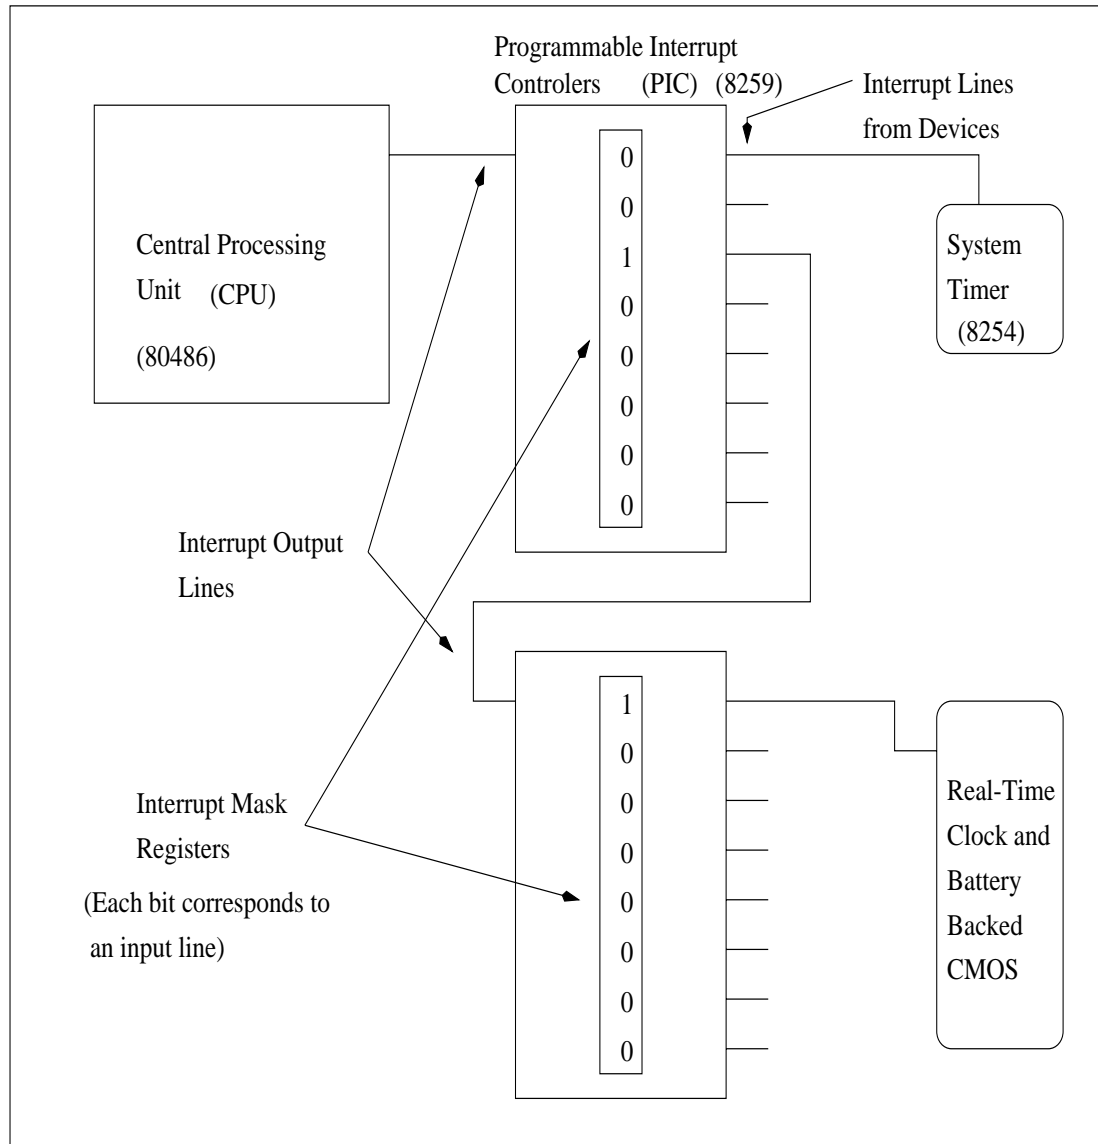 Programmable Interrupt
Controlers (PIC) (8259)
Interrupt Lines
from Devices
Central Processing
Unit (CPU)
(80486)
0
0
1
0
0
0
0
0
System
Timer
(8254)
Interrupt Output
Lines
Interrupt Mask
Registers
(Each bit corresponds to
an input line)
1
0
0
0
0
0
0
0
Real-Time
Clock and
Battery
Backed
CMOS